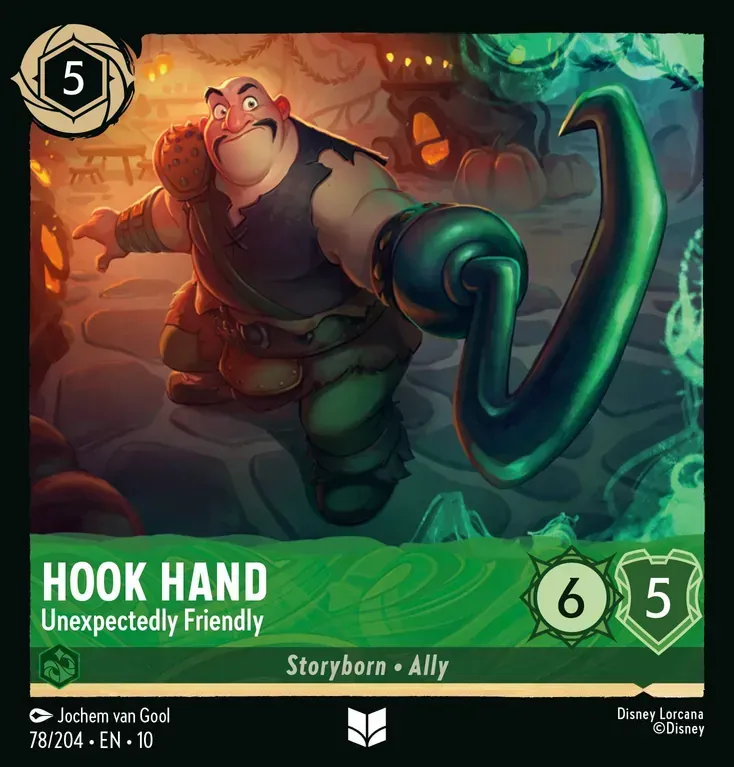 5
HOOK HAND
Unexpectedly Friendly
6 5
Storyborn • Ally
Jochem van Gool
78/204 • EN • 10
Disney Lorcana
©Disney